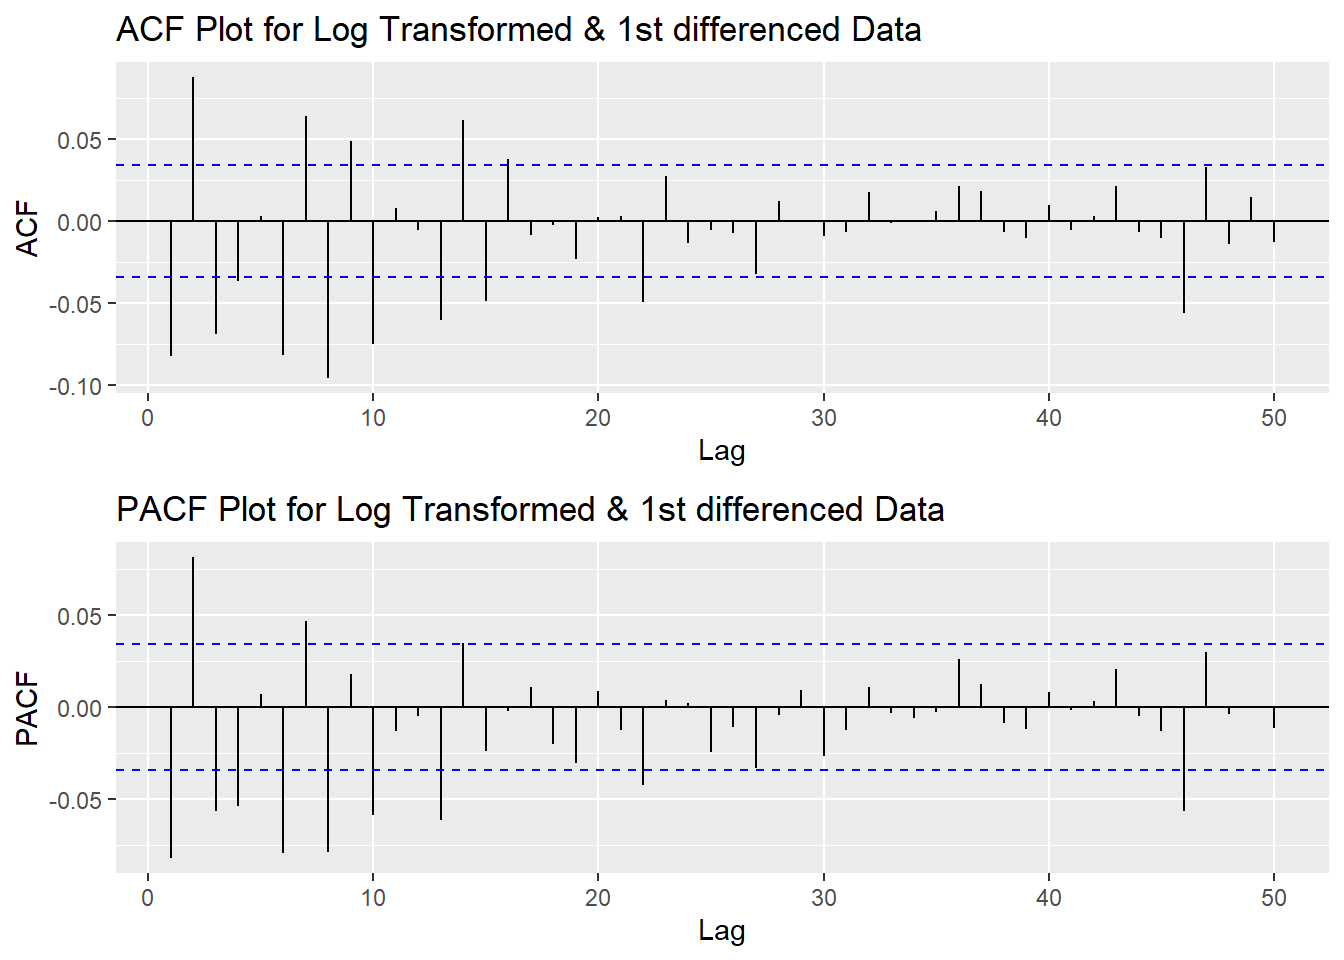 ACF Plot for Log Transformed & 1st differenced Data
ACF
0.05
0.00
-0.05
-0.10
0 10 20 30 40 50
Lag
PACF Plot for Log Transformed & 1st differenced Data
PACF
0.05
0.00
-0.05
0 10 20 30 40 50
Lag